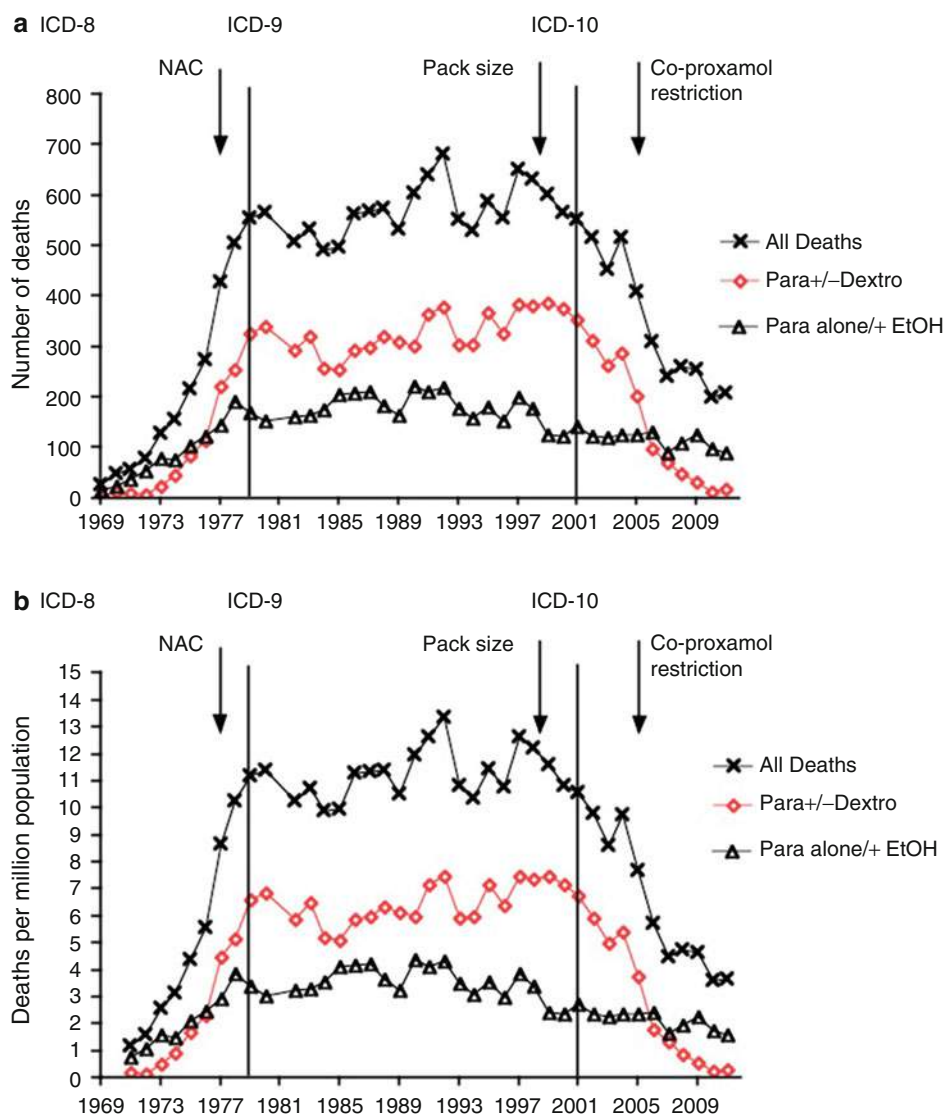 a ICD-8 ICD-9 ICD-10
NAC Pack size Co-proxamol
restriction
800
700
600
500
400
300
200
100
0
Number of deaths
All Deaths
Para+/–Dextro
Para alone/+ EtOH
1969 1973 1977 1981 1985 1989 1993 1997 2001 2005 2009
b ICD-8 ICD-9 ICD-10
NAC Pack size Co-proxamol
restriction
15
14
13
12
11
10
9
8
7
6
5
4
3
2
1
0
Deaths per million population
All Deaths
Para+/–Dextro
Para alone/+ EtOH
1969 1973 1977 1981 1985 1989 1993 1997 2001 2005 2009